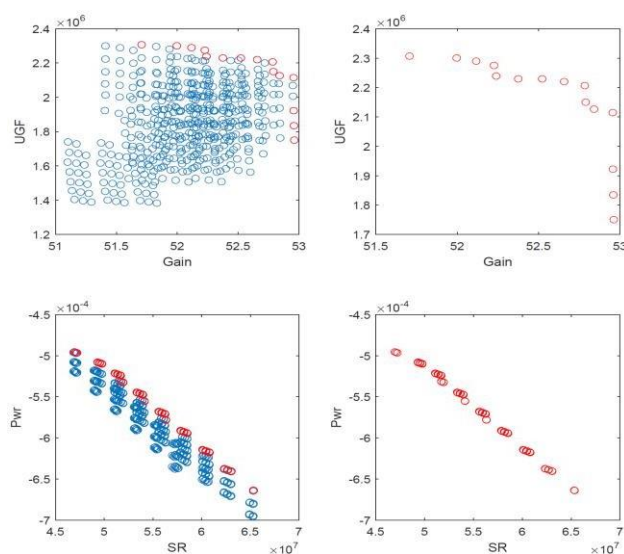 ×10⁶
2.4
2.2
2
1.8
1.6
1.4
1.2
UGF
51 51.5 52 52.5 53
Gain
×10⁶
2.4
2.3
2.2
2.1
2
1.9
1.8
1.7
UGF
51.5 52 52.5 53
Gain
×10⁻⁴
-4.5
-5
-5.5
-6
-6.5
-7
Pwr
4.5 5 5.5 6 6.5 7
SR
×10⁷
×10⁻⁴
-4.5
-5
-5.5
-6
-6.5
-7
Pwr
4.5 5 5.5 6 6.5 7
SR
×10⁷